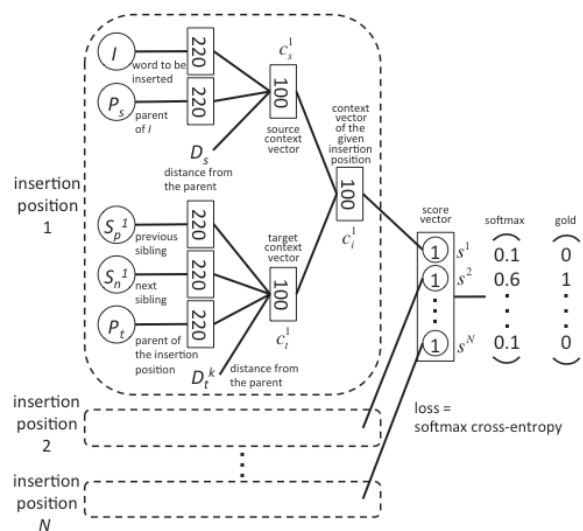 I
220
word to be
inserted
P_s
220
parent
of I
D_s
distance from
the parent
c_s^1
100
source
context
vector
context
vector
of the
given
insertion
position
100
c_i^1
insertion
position
1
S_p^1
220
previous
sibling
S_n^1
220
next
sibling
P_t
220
parent of
the insertion
position
D_t^k
distance from
the parent
target
context
vector
100
c_t^1
score
vector
softmax
gold
1 s^1 0.1 0
1 s^2 0.6 1
1 s^N 0.1 0
loss =
softmax cross-entropy
insertion
position
2
insertion
position
N